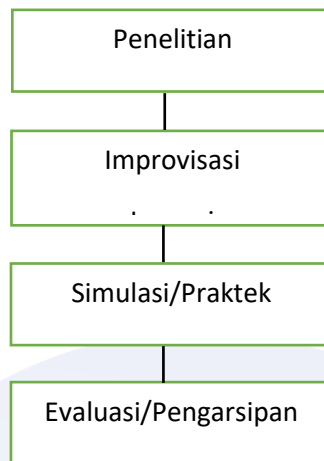 Penelitian
Improvisasi
. .
Simulasi/Praktek
Evaluasi/Pengarsipan